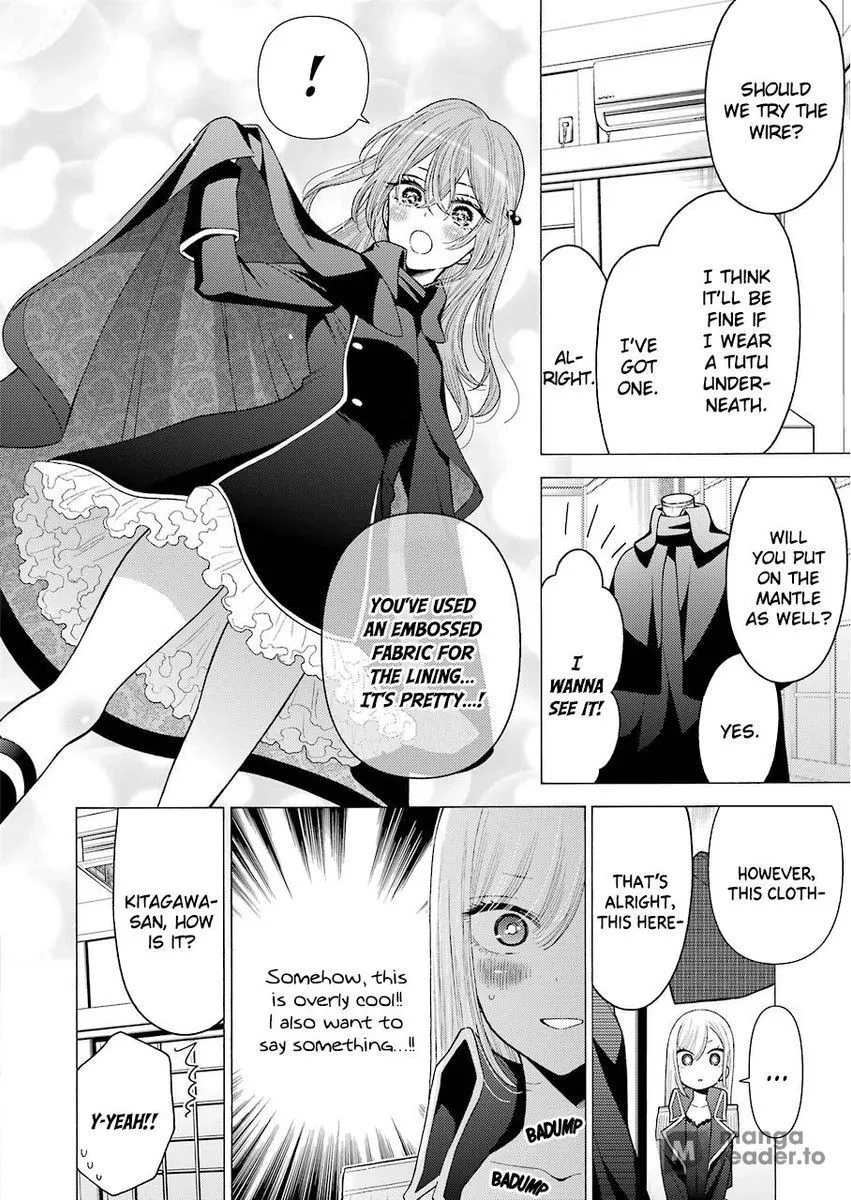 SHOULD
WE TRY THE
WIRE?
I THINK
IT'LL BE
FINE IF
I WEAR
A TUTU
UNDER-
NEATH.
I'VE
GOT
ONE.
AL-
RIGHT.
WILL
YOU PUT
ON THE
MANTLE
AS WELL?
YES.
I
WANNA
SEE IT!
!
YOU'VE USED
AN EMBOSSED
FABRIC FOR
THE LINING...
IT'S PRETTY...!
HOWEVER,
THIS CLOTH-
THAT'S
ALRIGHT,
THIS HERE-
...
BADUMP
BADUMP
Somehow, this
is overly cool!!
I also want to
say something...!!
KITAGAWA-
SAN, HOW
IS IT?
Y-YEAH!!
M manga
reader.to